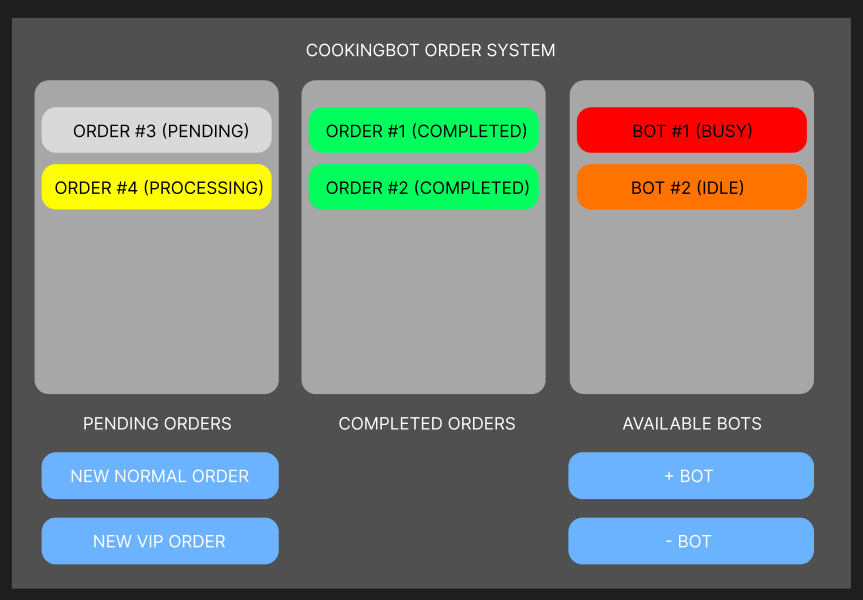 COOKINGBOT ORDER SYSTEM
ORDER #3 (PENDING)
ORDER #4 (PROCESSING)
ORDER #1 (COMPLETED)
ORDER #2 (COMPLETED)
BOT #1 (BUSY)
BOT #2 (IDLE)
PENDING ORDERS
COMPLETED ORDERS
AVAILABLE BOTS
NEW NORMAL ORDER
NEW VIP ORDER
+ BOT
- BOT